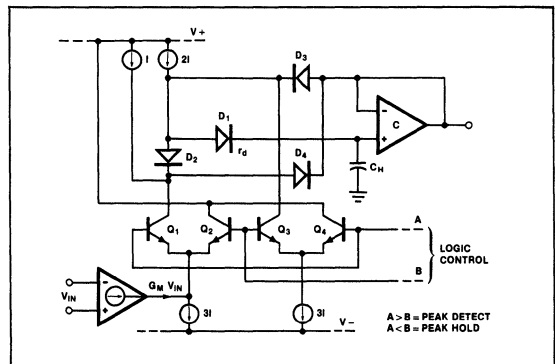 V+
I
2I
D3
D1
rd
D2
D4
-
+
C
CH
Q1
Q2
Q3
Q4
A
B
LOGIC
CONTROL
VIN
-
+
GM VIN
3I
3I
V-
A>B = PEAK DETECT
A<B = PEAK HOLD